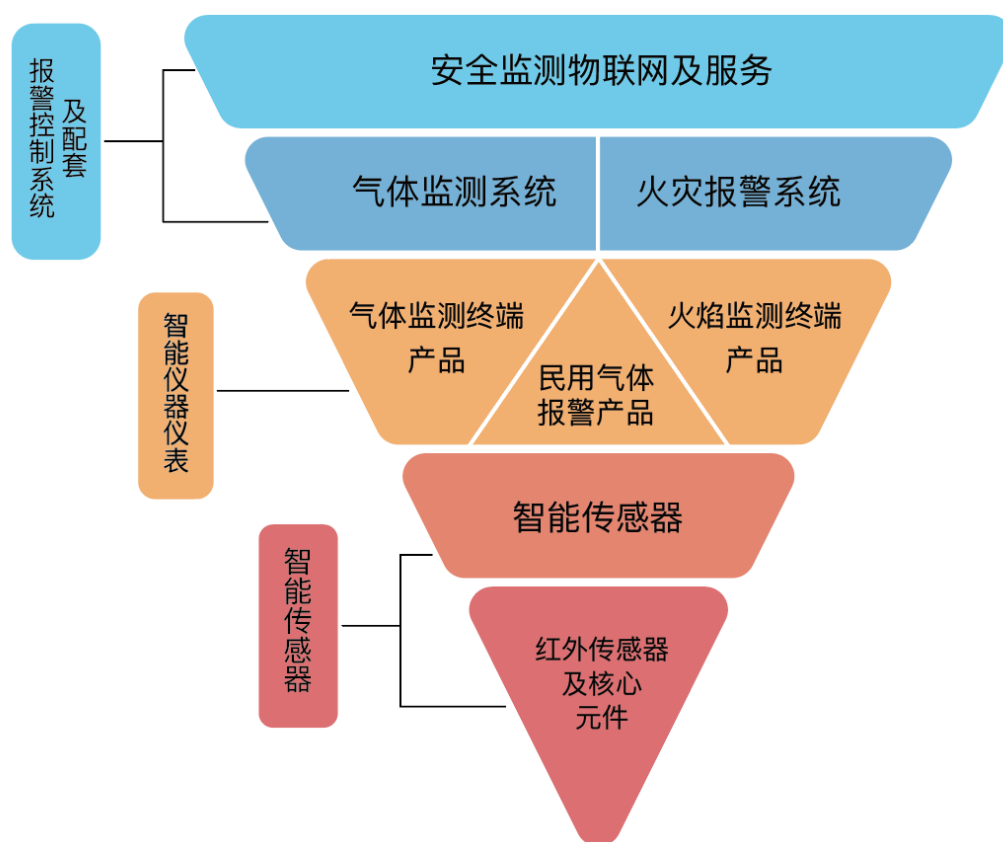 安全监测物联网及服务
报警控制系统
及配套
气体监测系统
火灾报警系统
气体监测终端
产品
民用气体
报警产品
火焰监测终端
产品
智能仪器仪表
智能传感器
智能传感器
红外传感器
及核心
元件